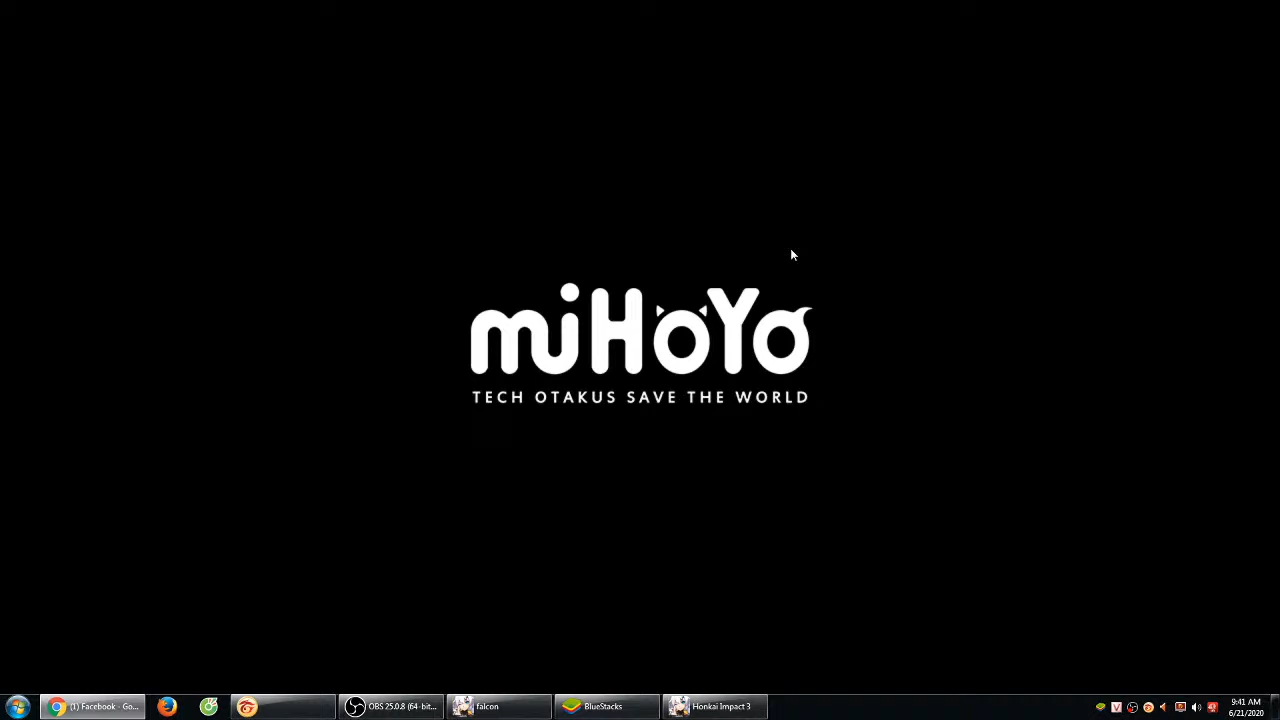 miHoYo
TECH OTAKUS SAVE THE WORLD
(1) Facebook - Go...
OBS 25.0.8 (64-bit...
falcon
BlueStacks
Honkai Impact 3
V
9:41 AM
6/21/2020